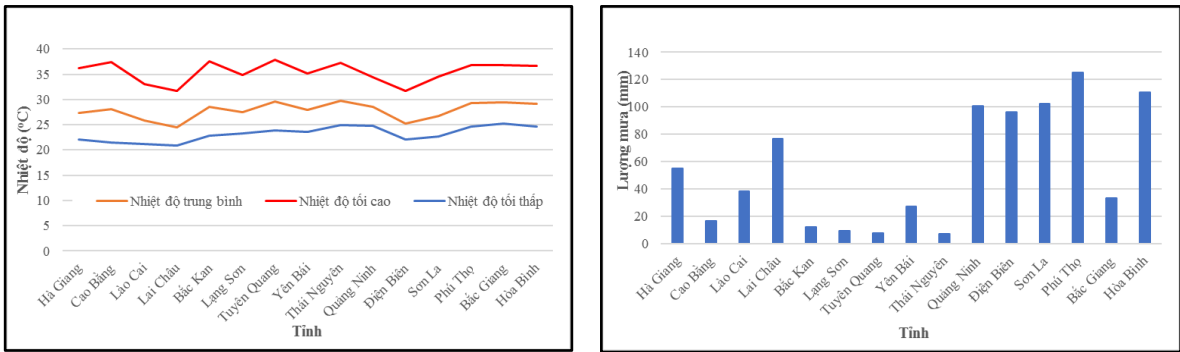 40
35
30
25
20
15
10
5
0
Nhiệt độ (°C)
Nhiệt độ trung bình
Nhiệt độ tối cao
Nhiệt độ tối thấp
Hà Giang
Cao Bằng
Lào Cai
Lai Châu
Bắc Kan
Lạng Sơn
Tuyên Quang
Yên Bái
Thái Nguyên
Quảng Ninh
Điện Biên
Sơn La
Phú Thọ
Bắc Giang
Hòa Bình
Tỉnh
140
120
100
80
60
40
20
0
Lượng mưa (mm)
Hà Giang
Cao Bằng
Lào Cai
Lai Châu
Bắc Kan
Lạng Sơn
Tuyên Quang
Yên Bái
Thái Nguyên
Quảng Ninh
Điện Biên
Sơn La
Phú Thọ
Bắc Giang
Hòa Bình
Tỉnh